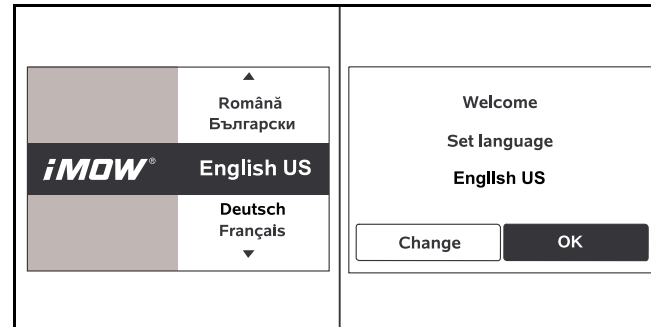 Română
Български
iMOW®
English US
Deutsch
Français
Welcome
Set language
English US
Change
OK